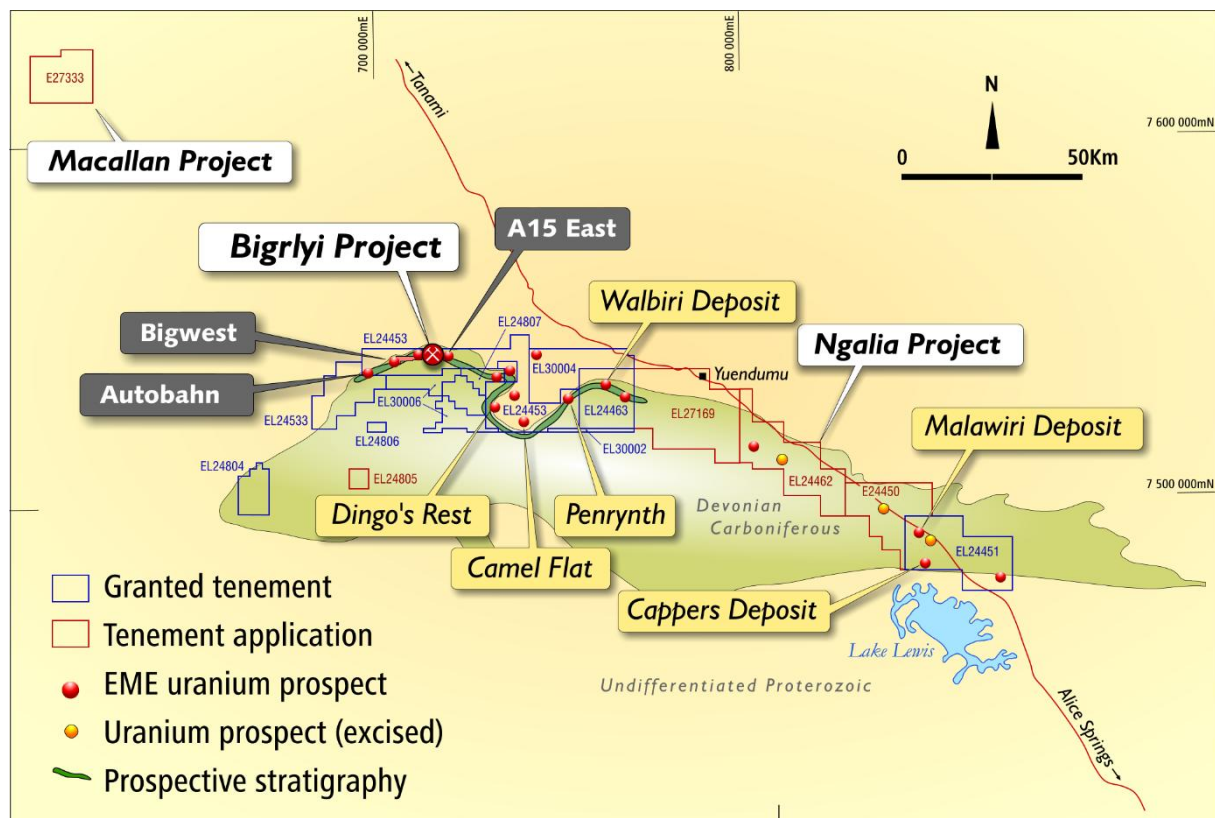 700 000mE
800 000mE
E27333
Tanami
N
7 600 000mN
Macallan Project
0 50Km
A15 East
Bigrlyi Project
Walbiri Deposit
Bigwest
EL24453
EL24807
Ngalia Project
EL30004
Yuendumu
Autobahn
EL30006
EL24453
EL24463
EL27169
Malawiri Deposit
EL24533
EL24806
EL30002
EL24804
EL24805
EL24462
E24450
7 500 000mN
Dingo's Rest
Penrynth
Devonian
Carboniferous
EL24451
Camel Flat
Granted tenement
Cappers Deposit
Tenement application
Lake Lewis
EME uranium prospect
Undifferentiated Proterozoic
Uranium prospect (excised)
Alice Springs
Prospective stratigraphy